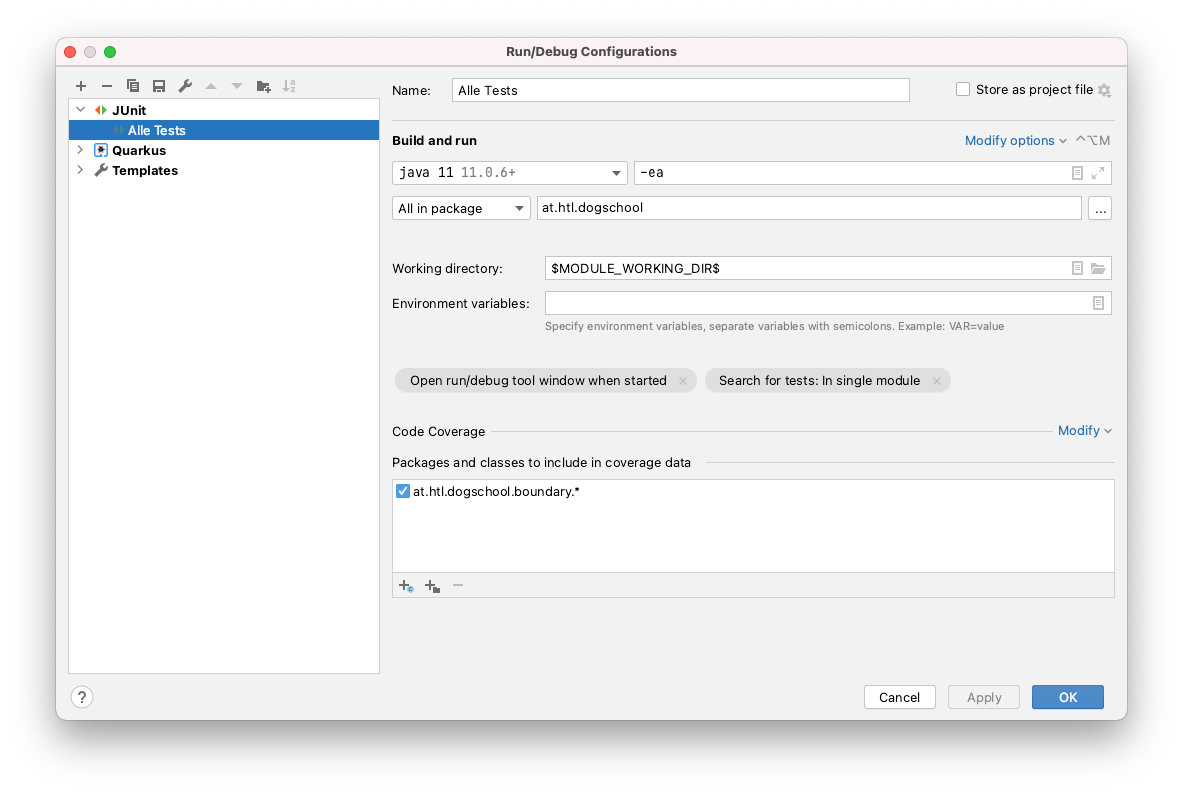 Run/Debug Configurations
JUnit
Alle Tests
Quarkus
Templates
Name: Alle Tests
Store as project file
Build and run
Modify options ^⌥M
java 11 11.0.6+
-ea
All in package
at.htl.dogschool
...
Working directory: $MODULE_WORKING_DIR$
Environment variables:
Specify environment variables, separate variables with semicolons. Example: VAR=value
Open run/debug tool window when started ×
Search for tests: In single module ×
Code Coverage
Modify
Packages and classes to include in coverage data
at.htl.dogschool.boundary.*
?
Cancel
Apply
OK